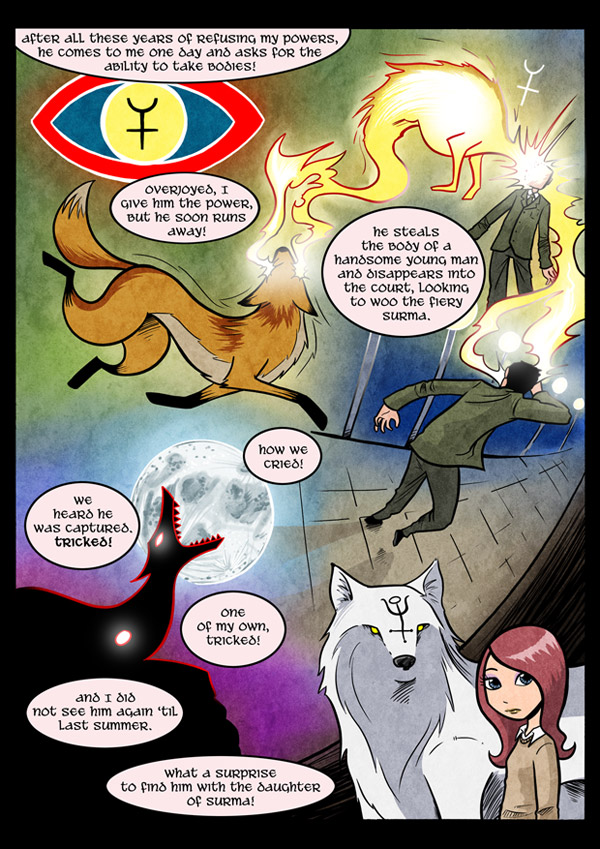 after all these years of refusing my powers,
he comes to me one day and asks for the
ability to take bodies!
overjoyed, I
give him the power,
but he soon runs
away!
he steals
the body of a
handsome young man
and disappears into
the court, looking
to woo the fiery
surma.
how we
cried!
we
heard he
was captured.
tricked!
one
of my own,
tricked!
and I did
not see him again 'til
last summer.
what a surprise
to find him with the daughter
of surma!